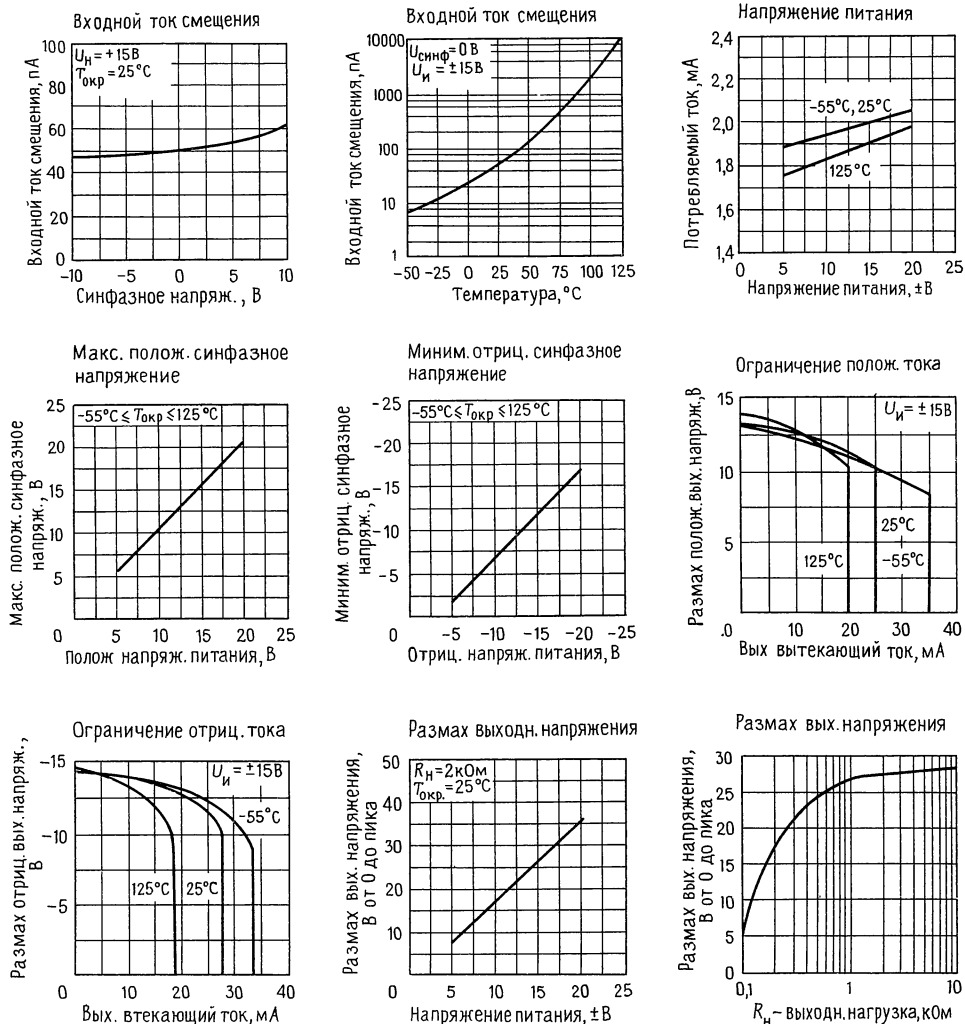 Входной ток смещения
Входной ток смещения, пА
100
80
60
40
20
0
Uн = +15В
Tокр = 25°C
-10
-5
0
5
10
Синфазное напряж., В
Входной ток смещения
Входной ток смещения, пА
10000
1000
100
10
1
Uсинф = 0В
Uи = ±15В
-50
-25
0
25
50
75
100
125
Температура, °C
Напряжение питания
Потребляемый ток, мА
2,4
2,2
2,0
1,8
1,6
1,4
-55°C, 25°C
125°C
0
5
10
15
20
25
Напряжение питания, ±В
Макс. полож. синфазное
напряжение
Макс. полож. синфазное
напряж., В
25
20
15
10
5
-55°C ≤ Tокр ≤ 125°C
0
5
10
15
20
25
Полож напряж. питания, В
Миним. отриц. синфазное
напряжение
Миним. отриц. синфазное
напряж., В
-25
-20
-15
-10
-5
-55°C ≤ Tокр ≤ 125°C
0
-5
-10
-15
-20
-25
Отриц. напряж. питания, В
Ограничение полож. тока
Размах полож. вых. напряж., В
15
10
5
Uи = ±15В
25°C
125°C
-55°C
.0
10
20
30
40
Вых вытекающий ток, мА
Ограничение отриц. тока
Размах отриц. вых. напряж.,
В
-15
-10
-5
Uи = ±15В
-55°C
125°C
25°C
0
10
20
30
40
Вых. втекающий ток, мА
Размах выходн. напряжения
Размах вых. напряжения,
В от 0 до пика
50
40
30
20
10
Rн = 2кОм
Tокр. = 25°C
0
5
10
15
20
25
Напряжение питания, ±В
Размах вых. напряжения
Размах вых. напряжения,
В от 0 до пика
30
25
20
15
10
5
0
0,1
1
10
Rн ~ выходн. нагрузка, кОм